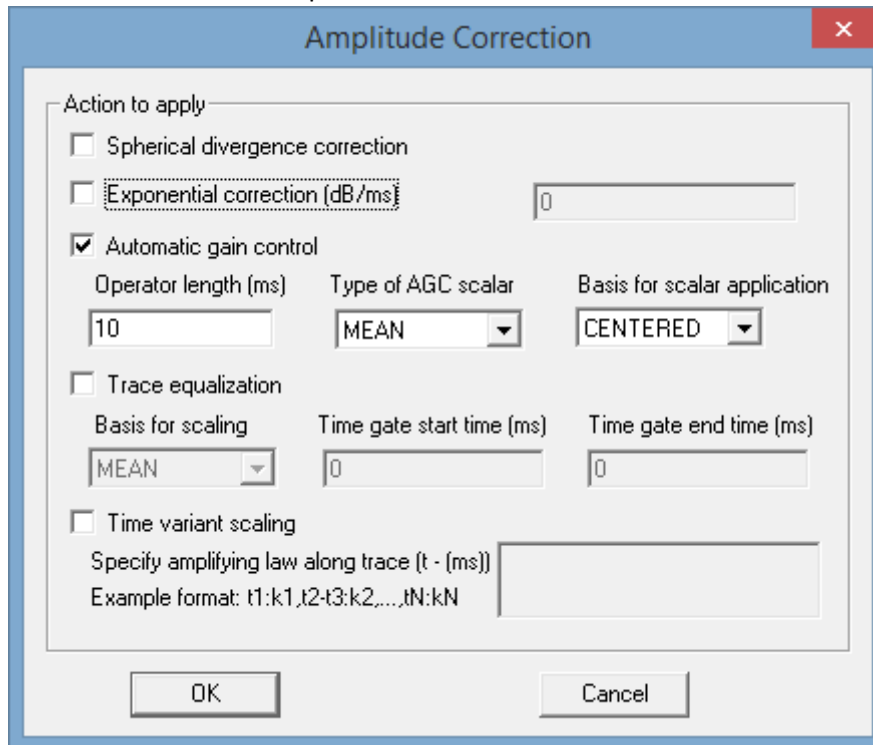 Amplitude Correction
Action to apply
Spherical divergence correction
Exponential correction (dB/ms)
0
Automatic gain control
Operator length (ms) Type of AGC scalar Basis for scalar application
10 MEAN CENTERED
Trace equalization
Basis for scaling Time gate start time (ms) Time gate end time (ms)
MEAN 0 0
Time variant scaling
Specify amplifying law along trace (t - (ms))
Example format: t1:k1,t2-t3:k2,...,tN:kN
OK Cancel